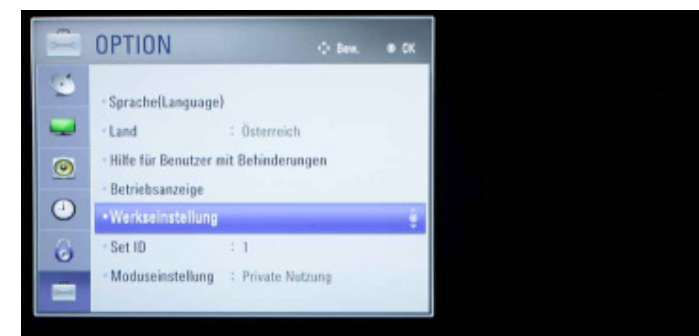 OPTION
Bew. OK
Sprache(Language)
Land : Österreich
Hilfe für Benutzer mit Behinderungen
Betriebsanzeige
Werkseinstellung
Set ID : 1
Moduseinstellung : Private Nutzung